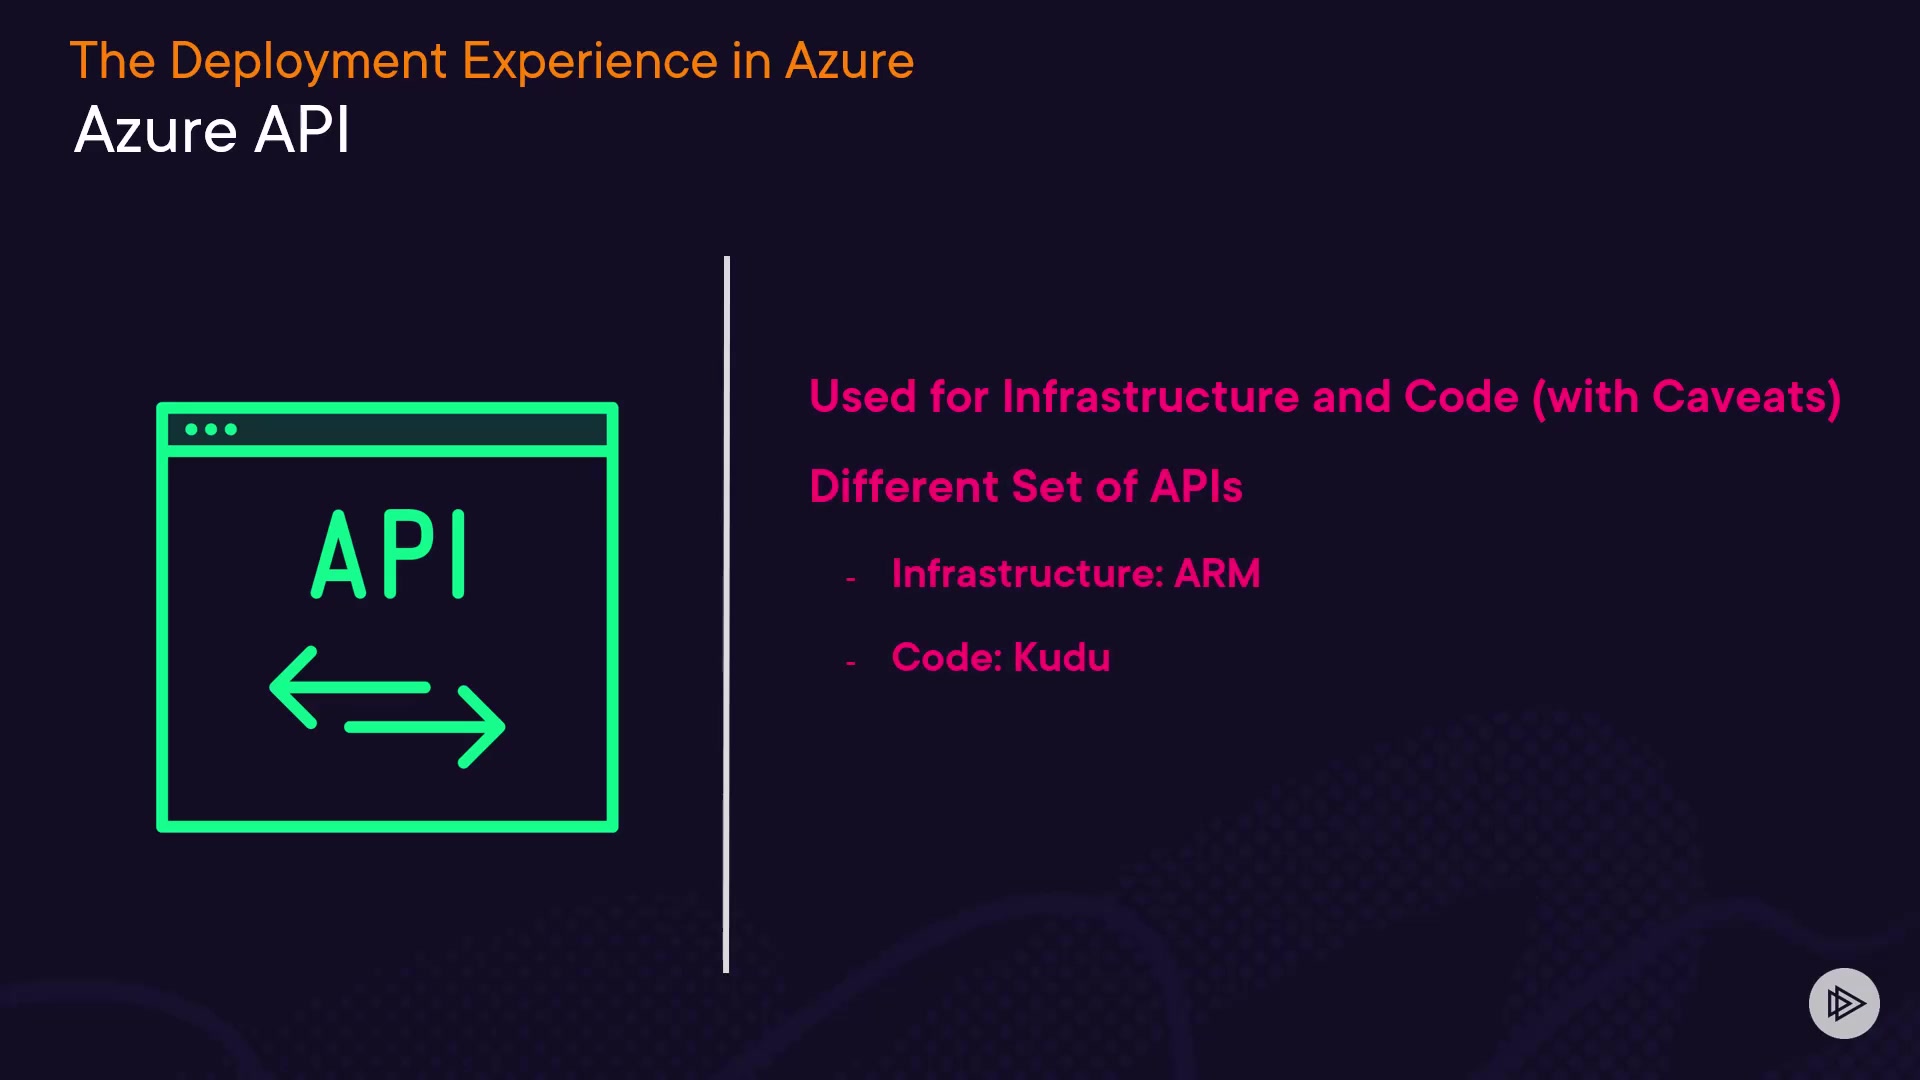 The Deployment Experience in Azure
Azure API
API
Used for Infrastructure and Code (with Caveats)
Different Set of APIs
- Infrastructure: ARM
- Code: Kudu